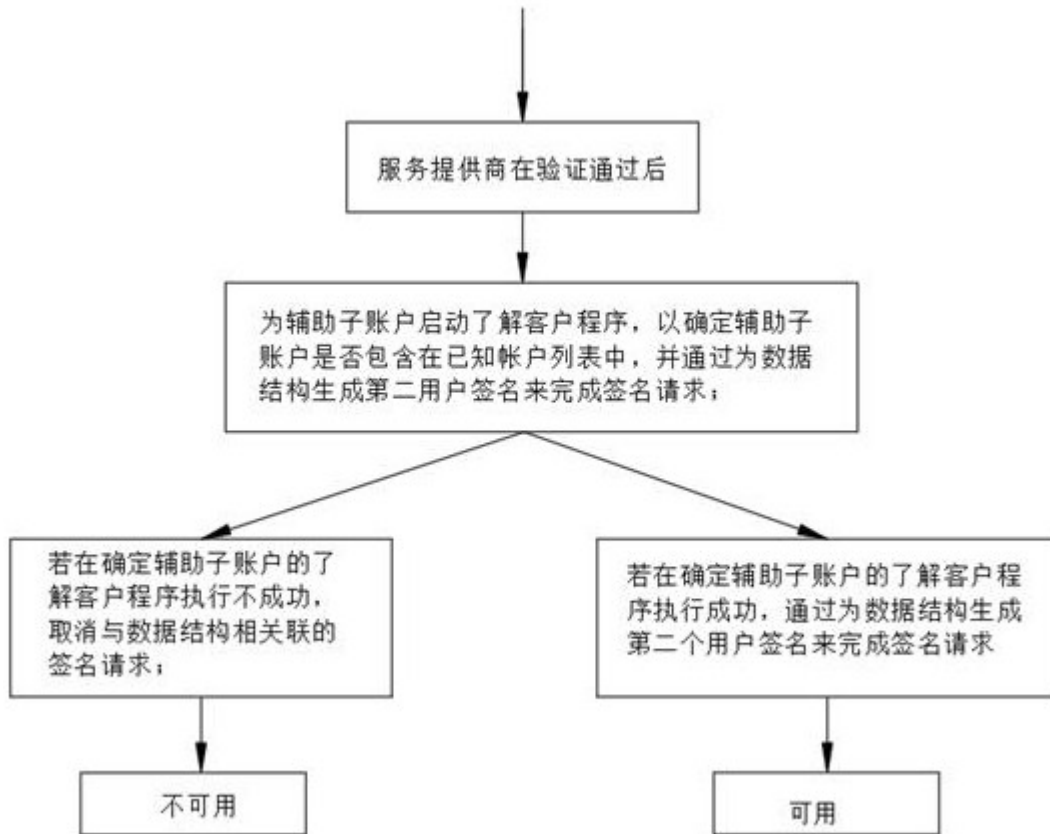 服务提供商在验证通过后
为辅助子账户启动了解客户程序，以确定辅助子
账户是否包含在已知帐户列表中，并通过为数据
结构生成第二用户签名来完成签名请求；
若在确定辅助子账户的了
解客户程序执行不成功，
取消与数据结构相关联的
签名请求；
若在确定辅助子账户的了解客户程
序执行成功，通过为数据结构生成
第二个用户签名来完成签名请求
不可用
可用